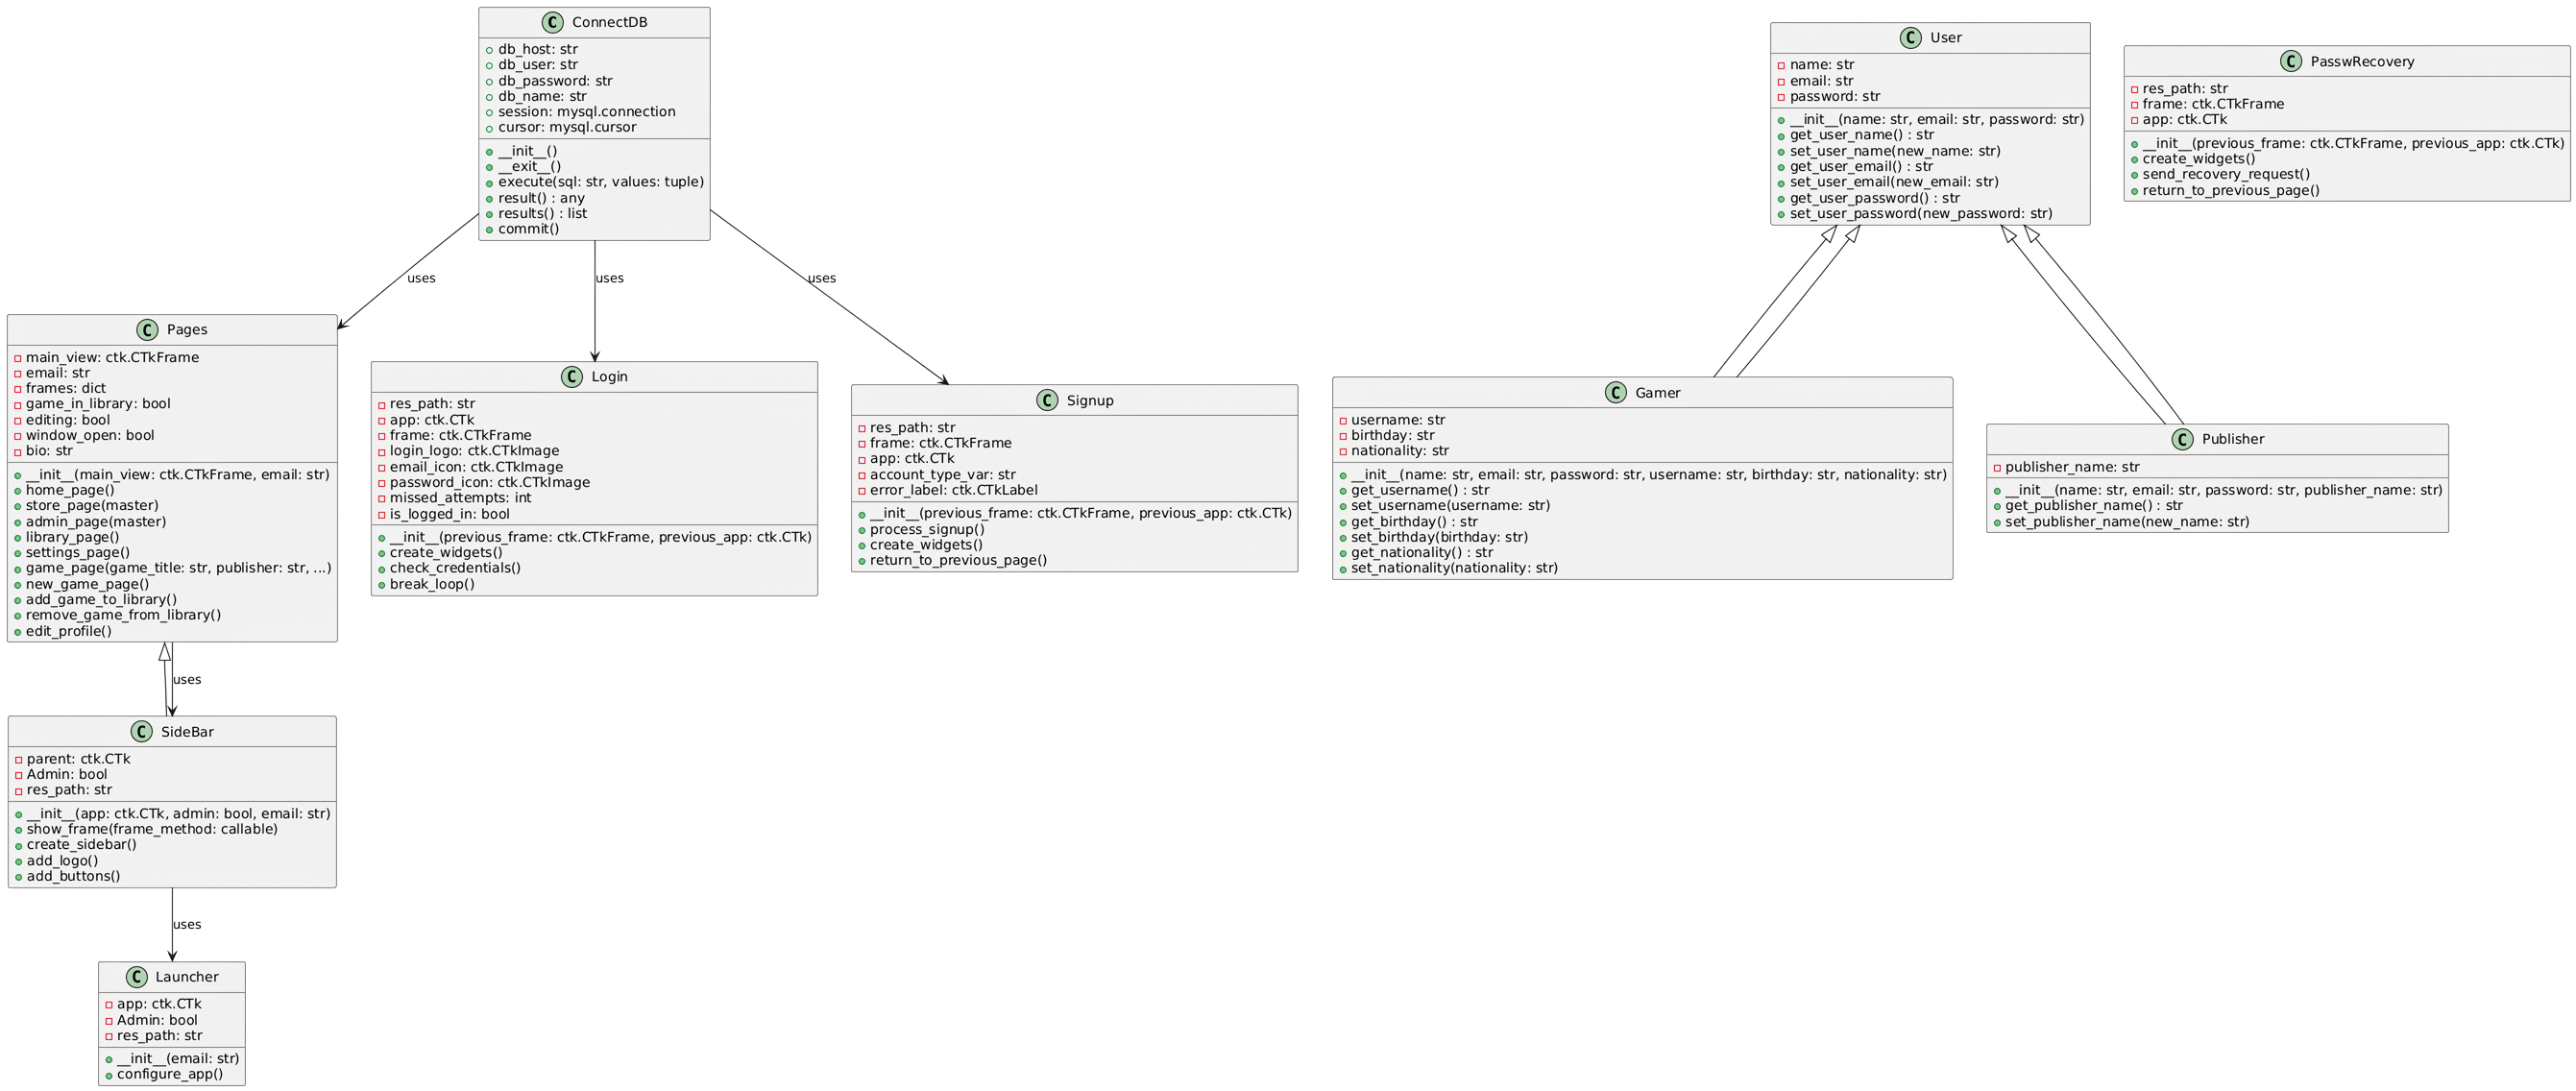 ConnectDB
db_host: str
db_user: str
db_password: str
db_name: str
session: mysql.connection
cursor: mysql.cursor
__init__()
__exit__()
execute(sql: str, values: tuple)
result() : any
results() : list
commit()
User
name: str
email: str
password: str
__init__(name: str, email: str, password: str)
get_user_name() : str
set_user_name(new_name: str)
get_user_email() : str
set_user_email(new_email: str)
get_user_password() : str
set_user_password(new_password: str)
PasswRecovery
res_path: str
frame: ctk.CTkFrame
app: ctk.CTk
__init__(previous_frame: ctk.CTkFrame, previous_app: ctk.CTk)
create_widgets()
send_recovery_request()
return_to_previous_page()
uses
uses
uses
Pages
main_view: ctk.CTkFrame
email: str
frames: dict
game_in_library: bool
editing: bool
window_open: bool
bio: str
__init__(main_view: ctk.CTkFrame, email: str)
home_page()
store_page(master)
admin_page(master)
library_page()
settings_page()
game_page(game_title: str, publisher: str, ...)
new_game_page()
add_game_to_library()
remove_game_from_library()
edit_profile()
Login
res_path: str
app: ctk.CTk
frame: ctk.CTkFrame
login_logo: ctk.CTkImage
email_icon: ctk.CTkImage
password_icon: ctk.CTkImage
missed_attempts: int
is_logged_in: bool
__init__(previous_frame: ctk.CTkFrame, previous_app: ctk.CTk)
create_widgets()
check_credentials()
break_loop()
Signup
res_path: str
frame: ctk.CTkFrame
app: ctk.CTk
account_type_var: str
error_label: ctk.CTkLabel
__init__(previous_frame: ctk.CTkFrame, previous_app: ctk.CTk)
process_signup()
create_widgets()
return_to_previous_page()
Gamer
username: str
birthday: str
nationality: str
__init__(name: str, email: str, password: str, username: str, birthday: str, nationality: str)
get_username() : str
set_username(username: str)
get_birthday() : str
set_birthday(birthday: str)
get_nationality() : str
set_nationality(nationality: str)
Publisher
publisher_name: str
__init__(name: str, email: str, password: str, publisher_name: str)
get_publisher_name() : str
set_publisher_name(new_name: str)
uses
SideBar
parent: ctk.CTk
Admin: bool
res_path: str
__init__(app: ctk.CTk, admin: bool, email: str)
show_frame(frame_method: callable)
create_sidebar()
add_logo()
add_buttons()
uses
Launcher
app: ctk.CTk
Admin: bool
res_path: str
__init__(email: str)
configure_app()